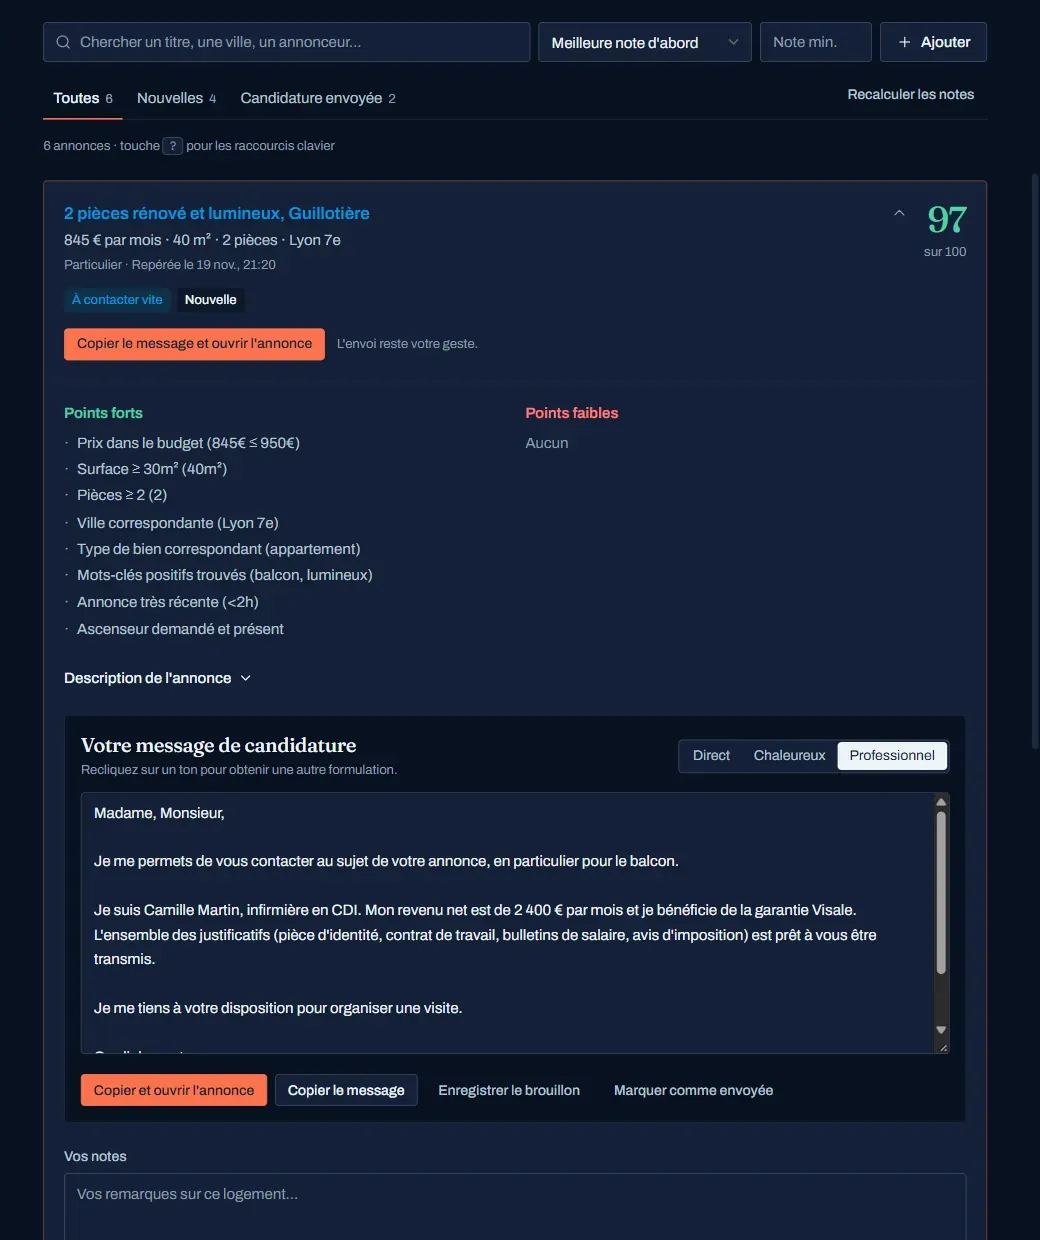 Chercher un titre, une ville, un annonceur...
Meilleure note d'abord
Note min.
+ Ajouter
Toutes 6
Nouvelles 4
Candidature envoyée 2
Recalculer les notes
6 annonces · touche ? pour les raccourcis clavier
2 pièces rénové et lumineux, Guillotière
97
845 € par mois · 40 m² · 2 pièces · Lyon 7e
sur 100
Particulier · Repérée le 19 nov., 21:20
À contacter vite
Nouvelle
Copier le message et ouvrir l'annonce
L'envoi reste votre geste.
Points forts
· Prix dans le budget (845€ ≤ 950€)
· Surface ≥ 30m² (40m²)
· Pièces ≥ 2 (2)
· Ville correspondante (Lyon 7e)
· Type de bien correspondant (appartement)
· Mots-clés positifs trouvés (balcon, lumineux)
· Annonce très récente (<2h)
· Ascenseur demandé et présent
Points faibles
Aucun
Description de l'annonce
Votre message de candidature
Recliquez sur un ton pour obtenir une autre formulation.
Direct
Chaleureux
Professionnel
Madame, Monsieur,
Je me permets de vous contacter au sujet de votre annonce, en particulier pour le balcon.
Je suis Camille Martin, infirmière en CDI. Mon revenu net est de 2 400 € par mois et je bénéficie de la garantie Visale.
L'ensemble des justificatifs (pièce d'identité, contrat de travail, bulletins de salaire, avis d'imposition) est prêt à vous être
transmis.
Je me tiens à votre disposition pour organiser une visite.
Copier et ouvrir l'annonce
Copier le message
Enregistrer le brouillon
Marquer comme envoyée
Vos notes
Vos remarques sur ce logement...